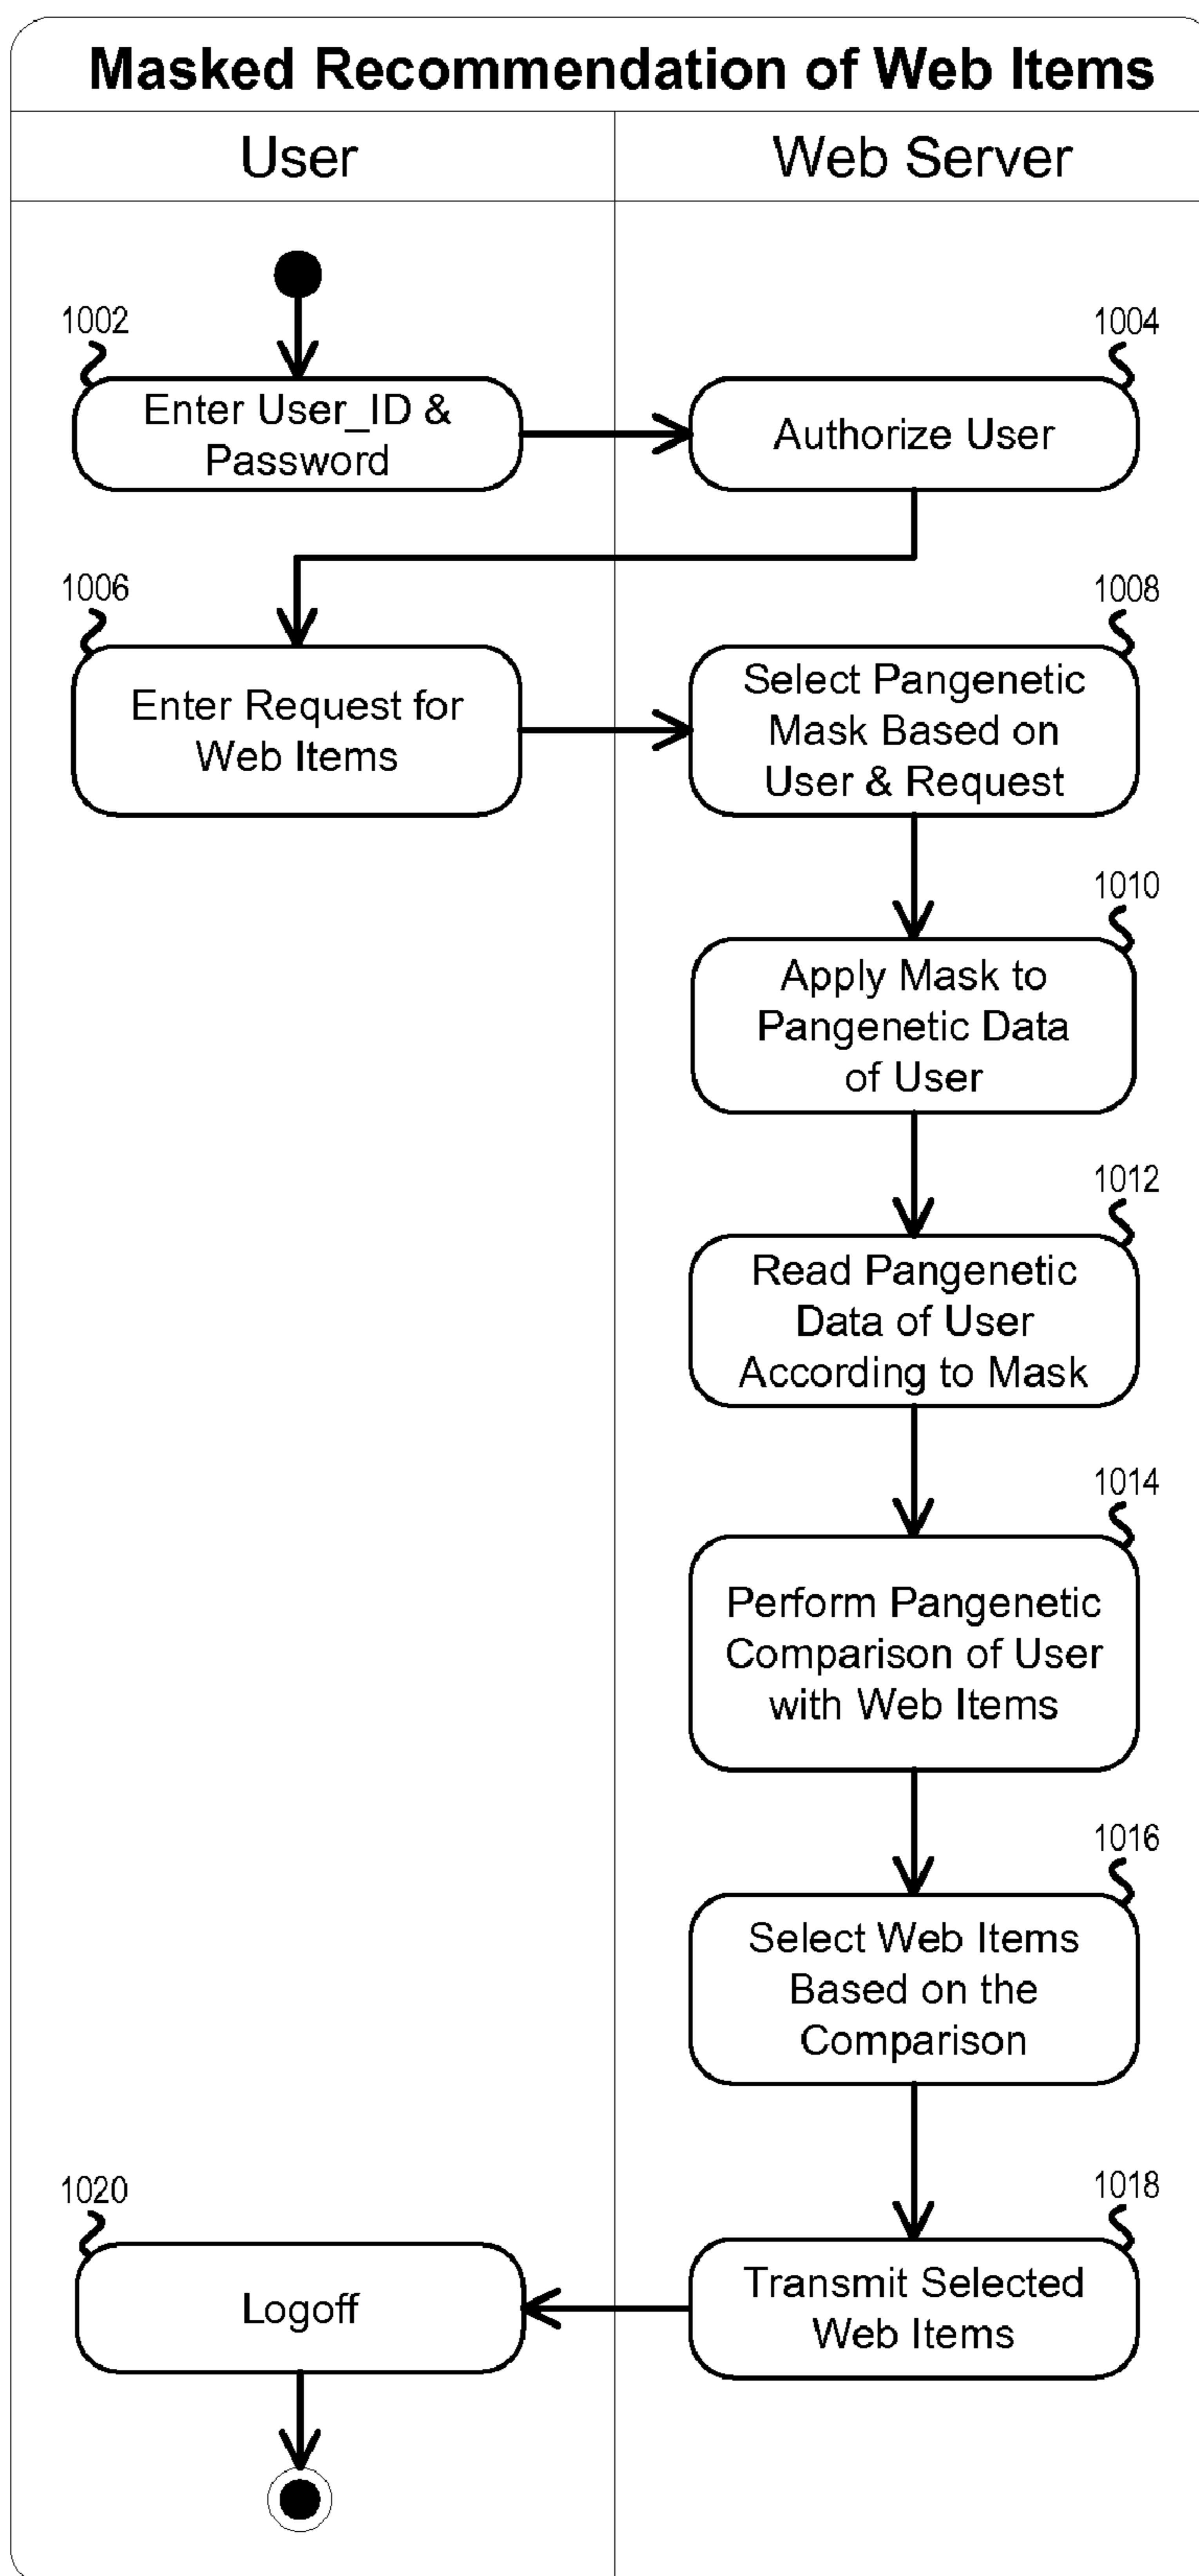 Masked Recommendation of Web Items
User
Web Server
1002
Enter User_ID &
Password
1004
Authorize User
1006
Enter Request for
Web Items
1008
Select Pangenetic
Mask Based on
User & Request
1010
Apply Mask to
Pangenetic Data
of User
1012
Read Pangenetic
Data of User
According to Mask
1014
Perform Pangenetic
Comparison of User
with Web Items
1016
Select Web Items
Based on the
Comparison
1018
Transmit Selected
Web Items
1020
Logoff